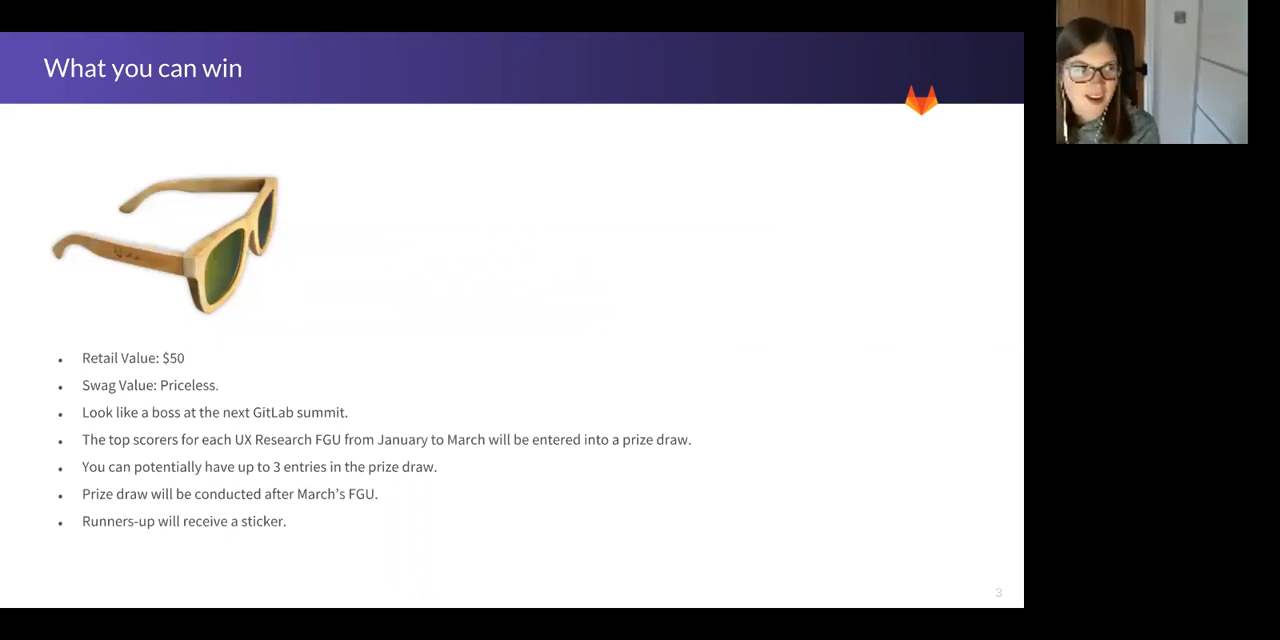 What you can win
Retail Value: $50
Swag Value: Priceless.
Look like a boss at the next GitLab summit.
The top scorers for each UX Research FGU from January to March will be entered into a prize draw.
You can potentially have up to 3 entries in the prize draw.
Prize draw will be conducted after March’s FGU.
Runners-up will receive a sticker.
3